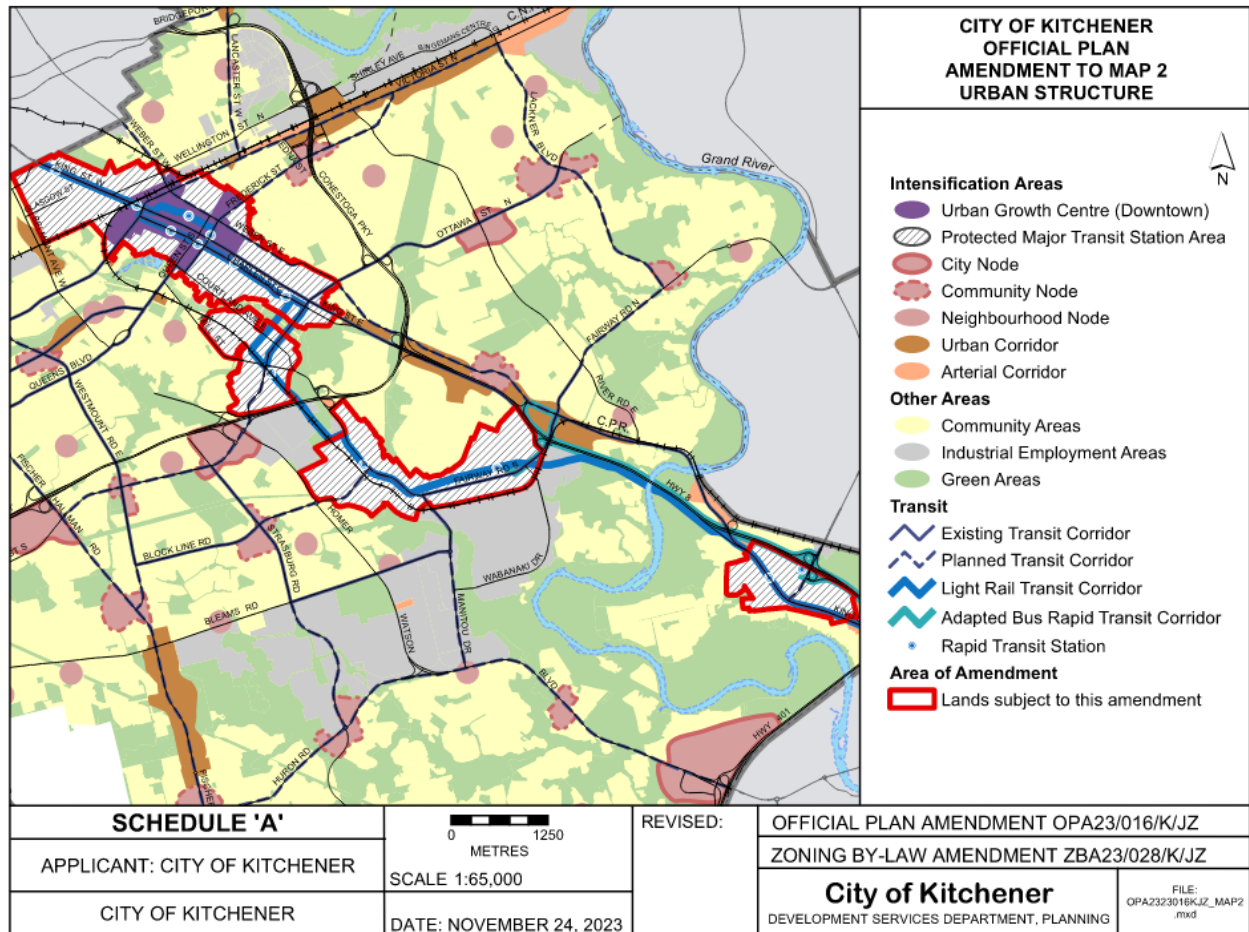 CITY OF KITCHENER
OFFICIAL PLAN
AMENDMENT TO MAP 2
URBAN STRUCTURE
N
Intensification Areas
Urban Growth Centre (Downtown)
Protected Major Transit Station Area
City Node
Community Node
Neighbourhood Node
Urban Corridor
Arterial Corridor
Other Areas
Community Areas
Industrial Employment Areas
Green Areas
Transit
Existing Transit Corridor
Planned Transit Corridor
Light Rail Transit Corridor
Adapted Bus Rapid Transit Corridor
Rapid Transit Station
Area of Amendment
Lands subject to this amendment
LANCASTER ST W
SHIRLEY AVE
BINGEMANS CENTRE
VICTORIA ST N
WELLINGTON ST N
WEBER ST W
KING ST W
FREDERICK ST
CONESTOGA PKY
LACKNER BLVD
Grand River
OTTAWA ST N
QUEENS BLVD
WESTMOUNT RD E
FAIRWAY RD N
RIVER RD E
C.P.R.
FAIRWAY RD S
HWY 8
FISCHER
HALLMAN RD
BLOCK LINE RD
STRASBURG RD
HOMER
WATSON
BLEAMS RD
MANITOU DR
WABANAKI DR
BLVD
HURON RD
HWY 401
SCHEDULE 'A'
APPLICANT: CITY OF KITCHENER
CITY OF KITCHENER
0 1250
METRES
SCALE 1:65,000
DATE: NOVEMBER 24, 2023
REVISED:
OFFICIAL PLAN AMENDMENT OPA23/016/K/JZ
ZONING BY-LAW AMENDMENT ZBA23/028/K/JZ
City of Kitchener
DEVELOPMENT SERVICES DEPARTMENT, PLANNING
FILE:
OPA2323016KJZ_MAP2
.mxd